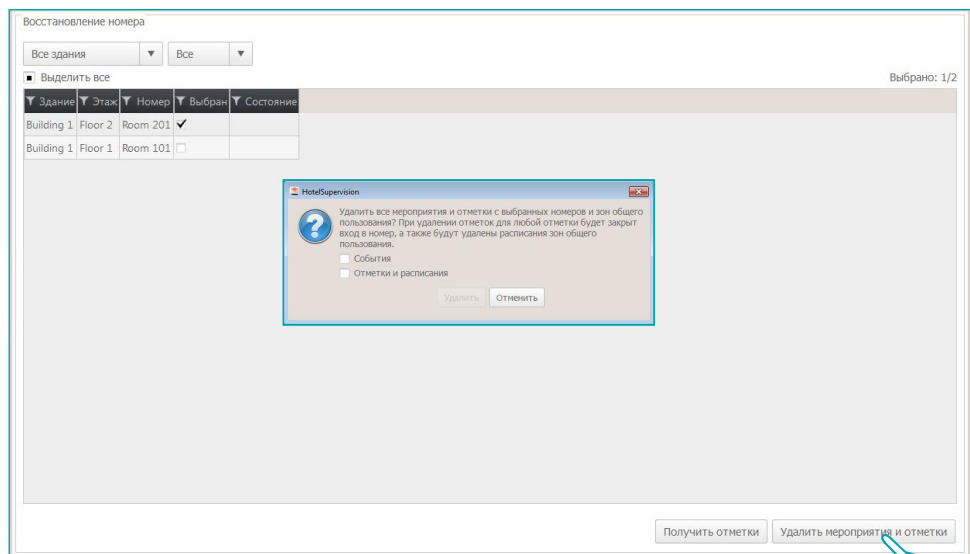 Восстановление номера
Все здания Все
Выделить все Выбрано: 1/2
Здание Этаж Номер Выбран Состояние
Building 1 Floor 2 Room 201
Building 1 Floor 1 Room 101
HotelSupervision
Удалить все мероприятия и отметки с выбранных номеров и зон общего
пользования? При удалении отметок для любой отметки будет закрыт
вход в номер, а также будут удалены расписания зон общего
пользования.
События
Отметки и расписания
Удалить Отменить
Получить отметки Удалить мероприятия и отметки